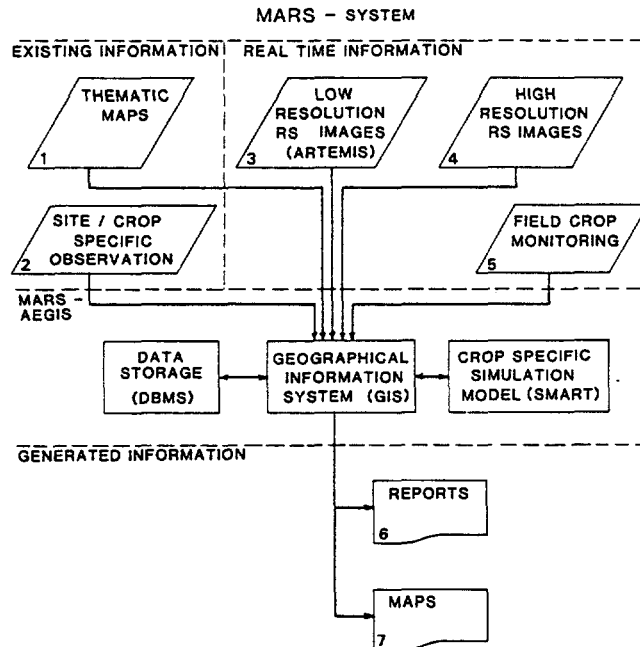 MARS - SYSTEM
EXISTING INFORMATION
REAL TIME INFORMATION
THEMATIC
MAPS
1
LOW
RESOLUTION
RS IMAGES
(ARTEMIS)
3
HIGH
RESOLUTION
RS IMAGES
4
SITE / CROP
SPECIFIC
OBSERVATION
2
FIELD CROP
MONITORING
5
MARS -
AEGIS
DATA
STORAGE
(DBMS)
GEOGRAPHICAL
INFORMATION
SYSTEM (GIS)
CROP SPECIFIC
SIMULATION
MODEL (SMART)
GENERATED INFORMATION
REPORTS
6
MAPS
7